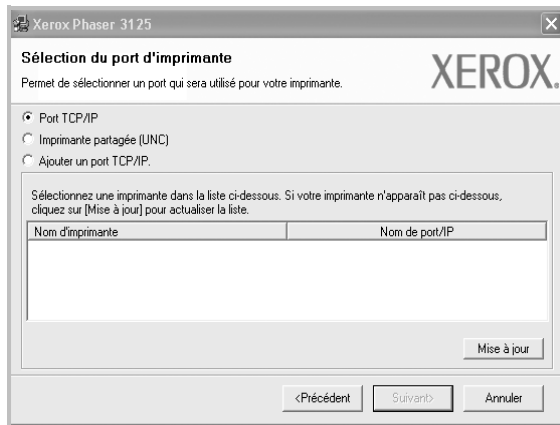 Xerox Phaser 3125
Sélection du port d'imprimante
Permet de sélectionner un port qui sera utilisé pour votre imprimante.
XEROX.
Port TCP/IP
Imprimante partagée (UNC)
Ajouter un port TCP/IP.
Sélectionnez une imprimante dans la liste ci-dessous. Si votre imprimante n'apparaît pas ci-dessous,
cliquez sur [Mise à jour] pour actualiser la liste.
Nom d'imprimante Nom de port/IP
Mise à jour
<Précédent Suivant> Annuler